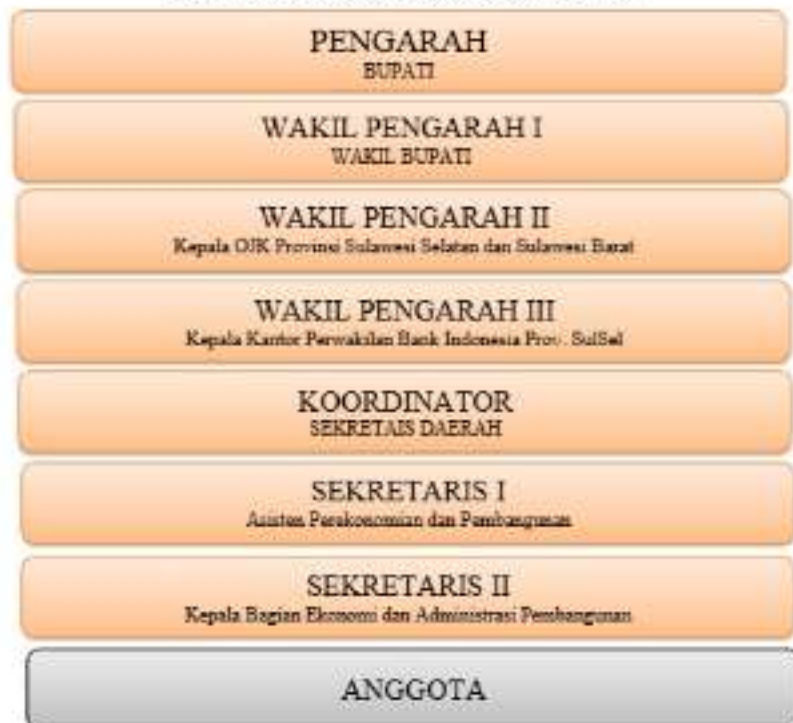 PENGARAH
BUPATI
WAKIL PENGARAH I
WAKIL BUPATI
WAKIL PENGARAH II
Kepala OJK Provinsi Sulawesi Selatan dan Sulawesi Barat
WAKIL PENGARAH III
Kepala Kantor Perwakilan Bank Indonesia Prov. SulSel
KOORDINATOR
SEKRETAIS DAERAH
SEKRETARIS I
Asisten Perekonomian dan Pembangunan
SEKRETARIS II
Kepala Bagian Ekonomi dan Administrasi Pembangunan
ANGGOTA